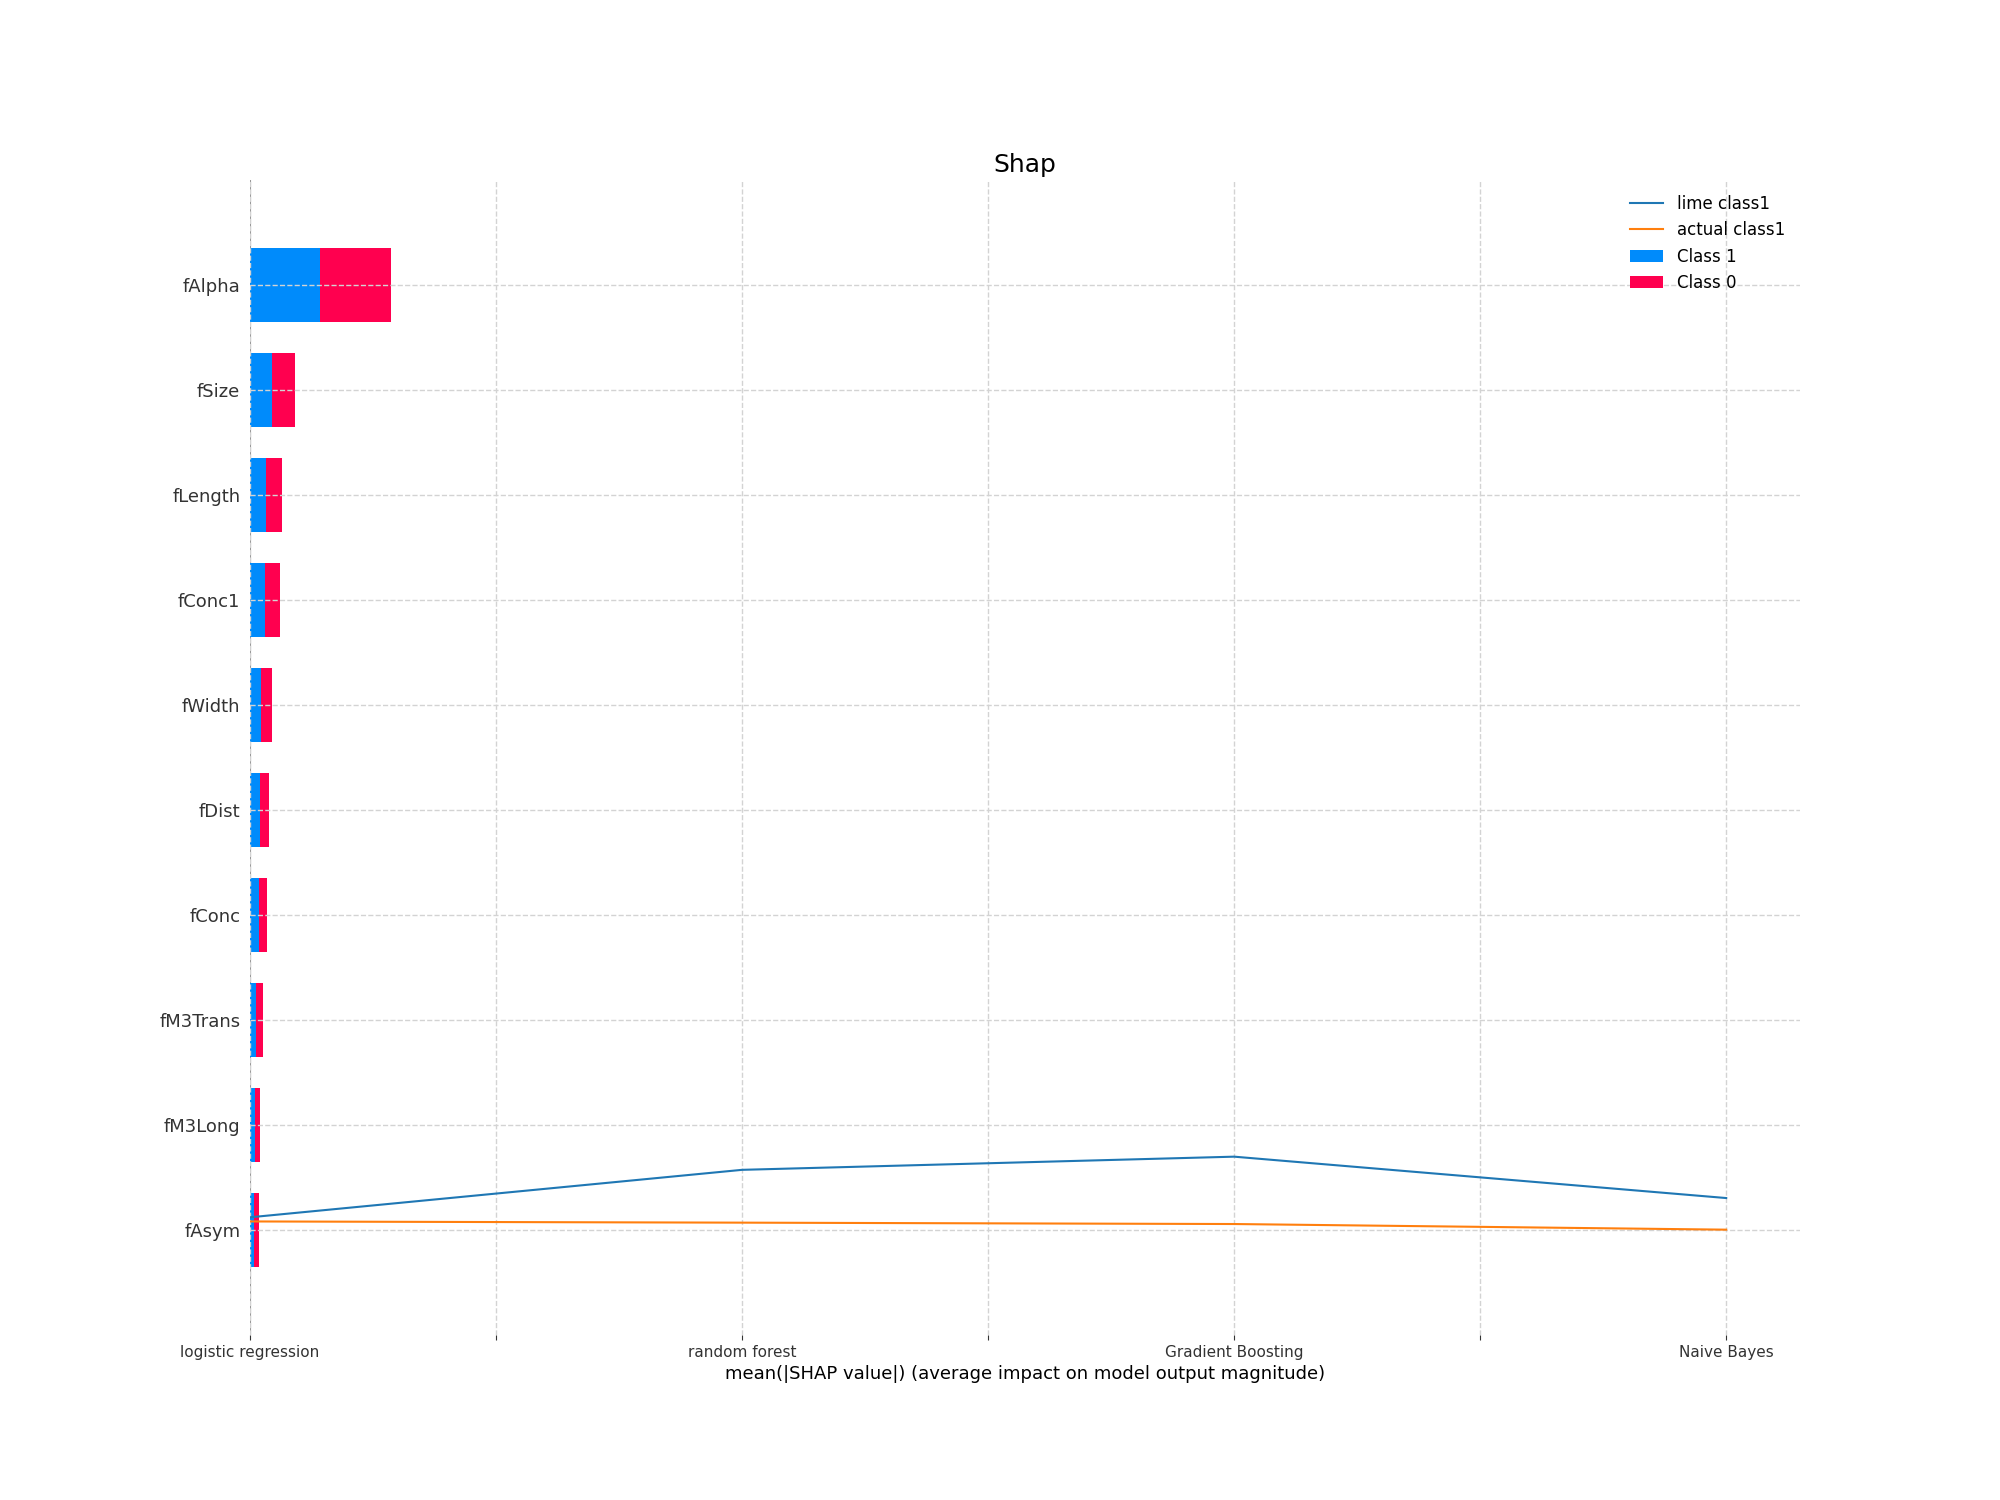 Shap
lime class1
actual class1
Class 1
Class 0
fAlpha
fSize
fLength
fConc1
fWidth
fDist
fConc
fM3Trans
fM3Long
fAsym
logistic regression random forest Gradient Boosting Naive Bayes
mean(|SHAP value|) (average impact on model output magnitude)